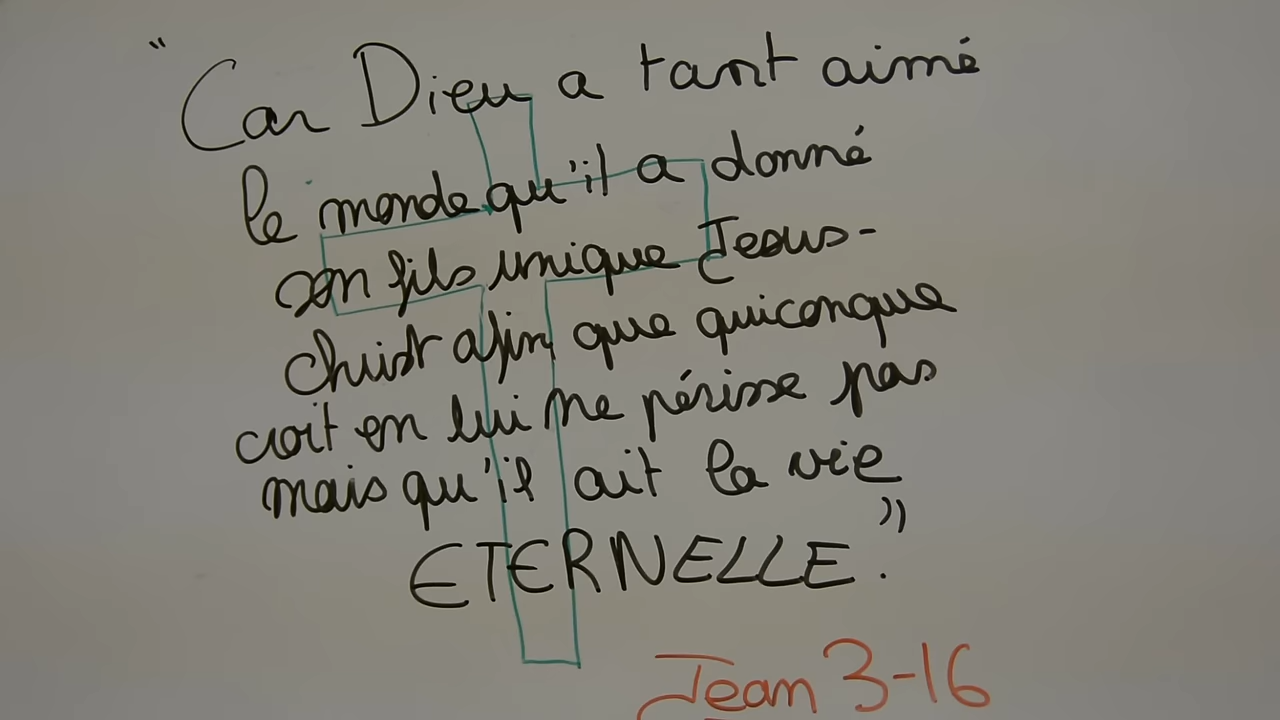 " Car Dieu a tant aimé
le monde qu'il a donné
son fils unique Jesus-
christ afin que quiconque
croit en lui ne périsse pas
mais qu'il ait la vie
ETERNELLE."
Jean 3-16